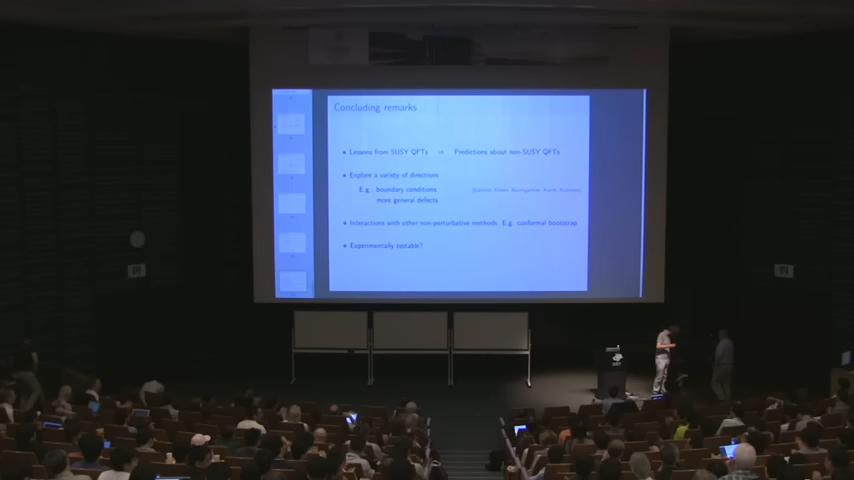 Concluding remarks
• Lessons from SUSY QFTs ⇒ Predictions about non-SUSY QFTs
• Explore a variety of directions
E.g.: boundary conditions
more general defects
• Interactions with other non-perturbative methods. E.g. conformal bootstrap
• Experimentally testable?